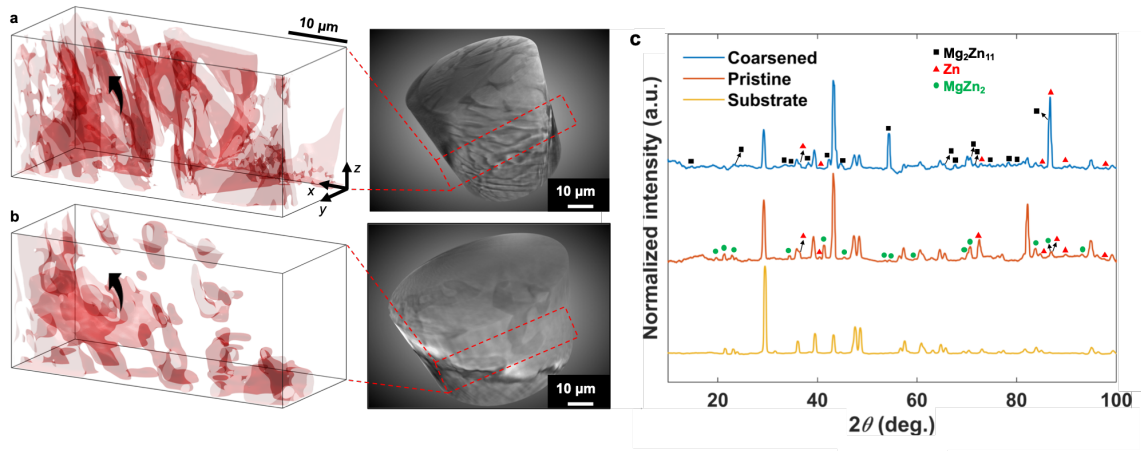 a
10 μm
z
x
y
10 μm
b
10 μm
c
Coarsened
Pristine
Substrate
Mg2Zn11
Zn
MgZn2
Normalized intensity (a.u.)
20 40 60 80 100
2θ (deg.)